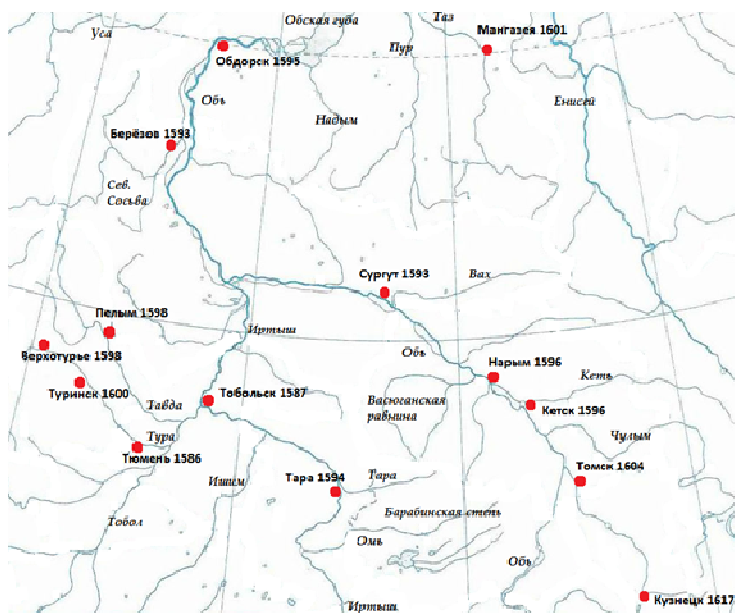 Обская губа
Таз
Мангазея 1601
Уса
Пур
Обдорск 1595
Обь
Енисей
Надым
Берёзов 1593
Сев.
Сосьва
Сургут 1593
Вах
Пелым 1598
Иртыш
Верхотурье 1598
Обь
Нарым 1596
Кеть
Туринск 1600
Тобольск 1587
Васюганская
равнина
Тавда
Кетск 1596
Тура
Чулым
Тюмень 1586
Тара 1594
Тара
Томск 1604
Ишим
Барабинская степь
Тобол
Омь
Обь
Иртыш
Кузнецк 1617